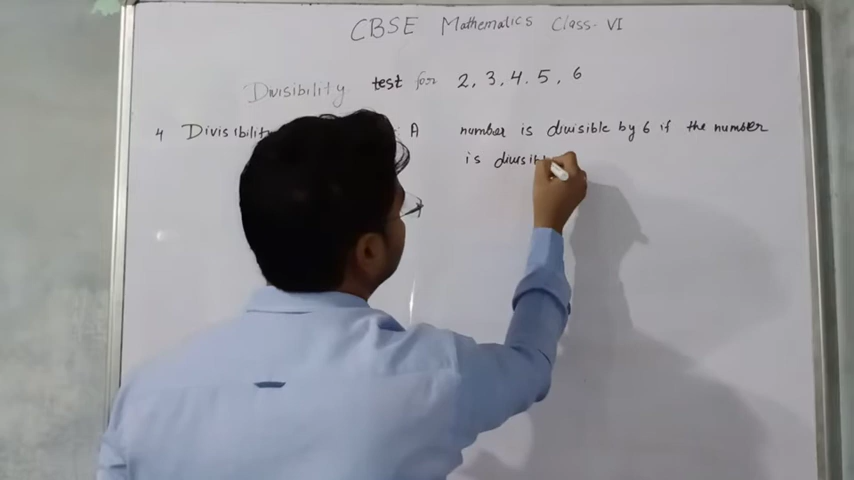 CBSE Mathematics Class- VI
Divisibility test for 2, 3, 4. 5, 6
4 Divisibility : A number is divisible by 6 if the number
is divisib